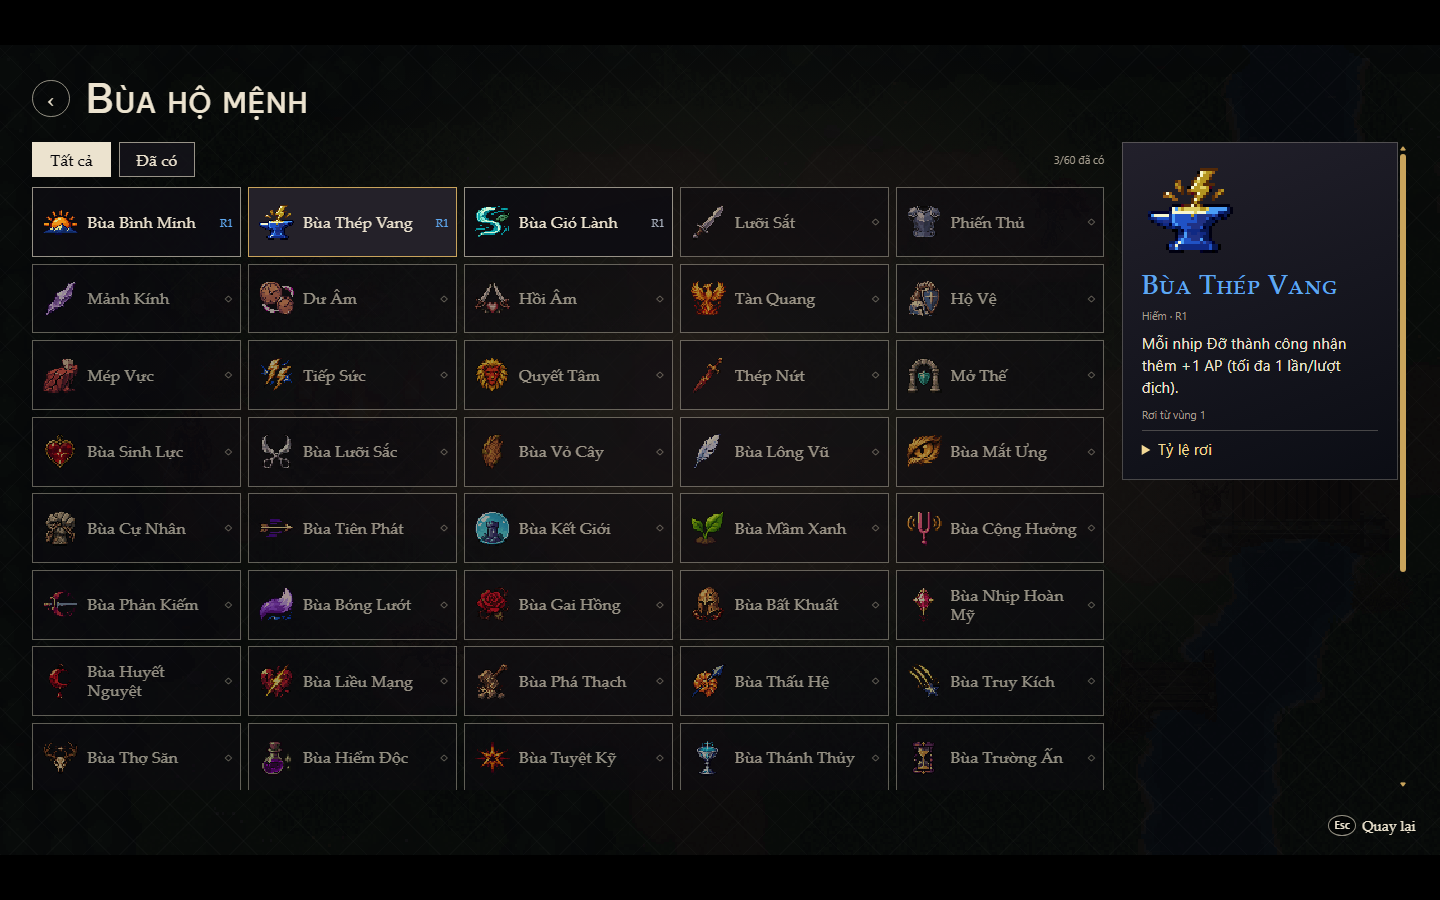 ‹
Bùa hộ mệnh
Tất cả
Đã có
3/60 đã có
Bùa Bình Minh R1
Bùa Thép Vang R1
Bùa Gió Lành R1
Lưỡi Sắt
Phiến Thủ
Mảnh Kính
Dư Âm
Hồi Âm
Tàn Quang
Hộ Vệ
Mép Vực
Tiếp Sức
Quyết Tâm
Thép Nứt
Mở Thế
Bùa Sinh Lực
Bùa Lưỡi Sắc
Bùa Vỏ Cây
Bùa Lông Vũ
Bùa Mắt Ưng
Bùa Cự Nhân
Bùa Tiên Phát
Bùa Kết Giới
Bùa Mầm Xanh
Bùa Cộng Hưởng
Bùa Phản Kiếm
Bùa Bóng Lướt
Bùa Gai Hồng
Bùa Bất Khuất
Bùa Nhịp Hoàn
Mỹ
Bùa Huyết
Nguyệt
Bùa Liều Mạng
Bùa Phá Thạch
Bùa Thấu Hệ
Bùa Truy Kích
Bùa Thợ Săn
Bùa Hiểm Độc
Bùa Tuyệt Kỹ
Bùa Thánh Thủy
Bùa Trường Ấn
Bùa Thép Vang
Hiếm · R1
Mỗi nhịp Đỡ thành công nhận
thêm +1 AP (tối đa 1 lần/lượt
địch).
Rơi từ vùng 1
Tỷ lệ rơi
Esc Quay lại